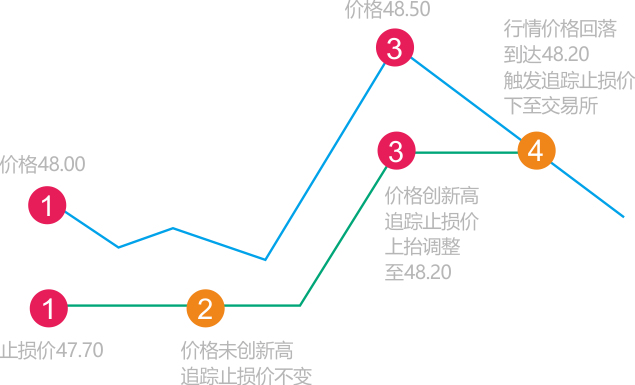 价格48.50
3
行情价格回落
到达48.20
触发追踪止损价
下至交易所
3
4
价格48.00
1
价格创新高
追踪止损价
上抬调整
至48.20
1
2
止损价47.70
价格未创新高
追踪止损价不变